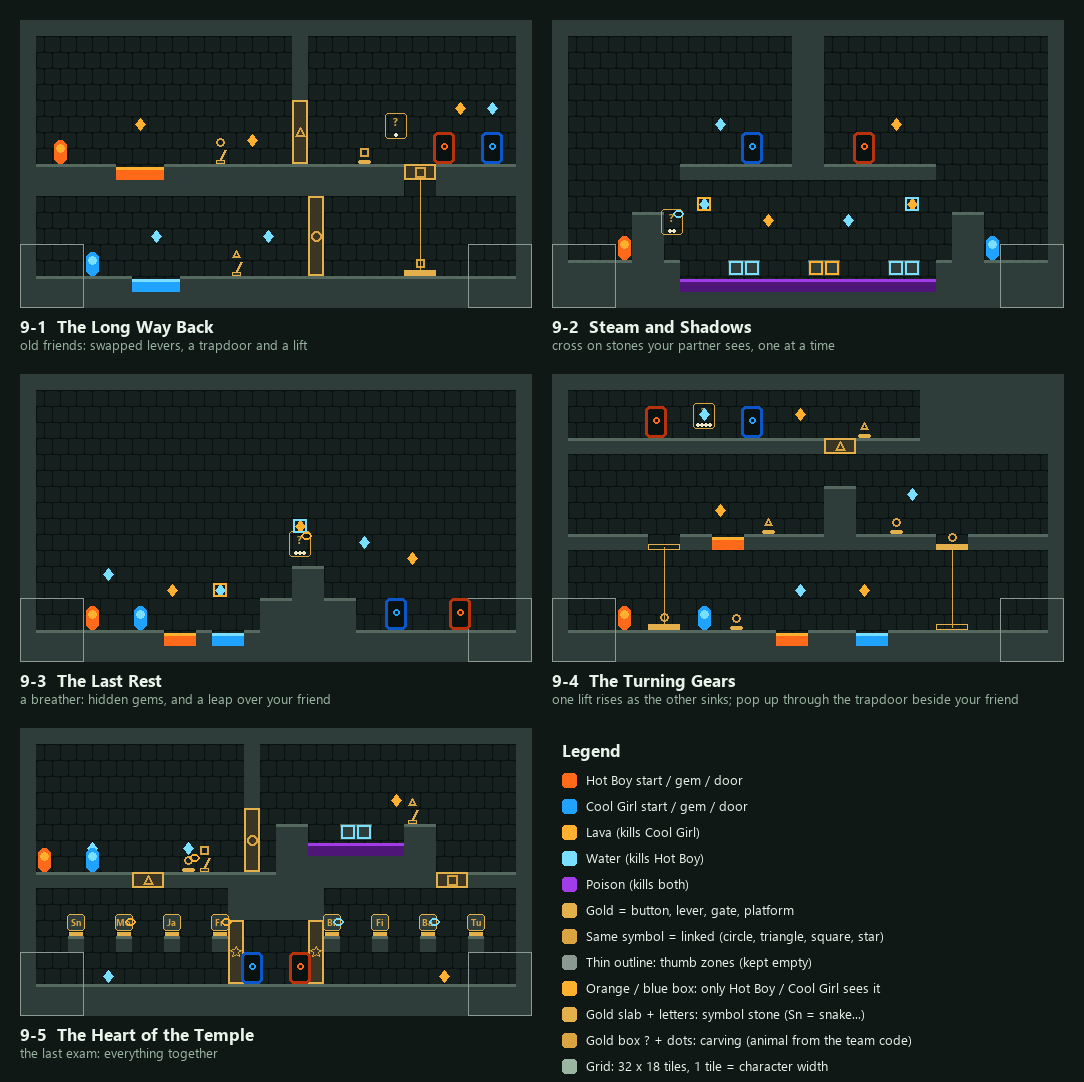 ?
?
9-1 The Long Way Back
old friends: swapped levers, a trapdoor and a lift
9-2 Steam and Shadows
cross on stones your partner sees, one at a time
?
9-3 The Last Rest
a breather: hidden gems, and a leap over your friend
9-4 The Turning Gears
one lift rises as the other sinks; pop up through the trapdoor beside your friend
Sn
Ja
Fi
Tu
9-5 The Heart of the Temple
the last exam: everything together
Legend
Hot Boy start / gem / door
Cool Girl start / gem / door
Lava (kills Cool Girl)
Water (kills Hot Boy)
Poison (kills both)
Gold = button, lever, gate, platform
Same symbol = linked (circle, triangle, square, star)
Thin outline: thumb zones (kept empty)
Orange / blue box: only Hot Boy / Cool Girl sees it
Gold slab + letters: symbol stone (Sn = snake...)
Gold box ? + dots: carving (animal from the team code)
Grid: 32 x 18 tiles, 1 tile = character width